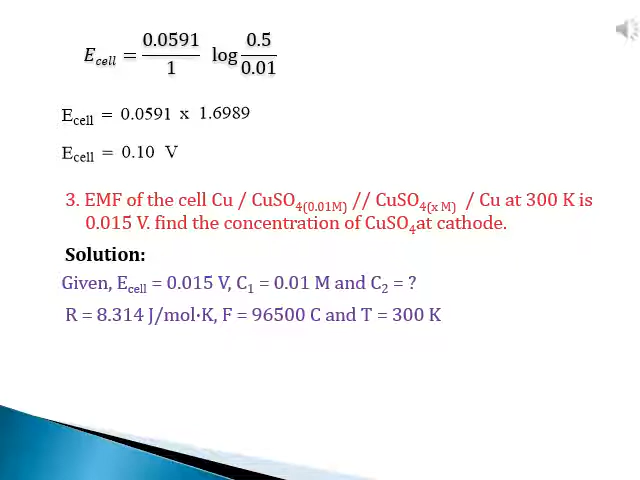 E_cell = 0.0591/1 log 0.5/0.01
E_cell = 0.0591 x 1.6989
E_cell = 0.10 V
3. EMF of the cell Cu / CuSO4(0.01M) // CuSO4(x M) / Cu at 300 K is
0.015 V. find the concentration of CuSO4at cathode.
Solution:
Given, E_cell = 0.015 V, C1 = 0.01 M and C2 = ?
R = 8.314 J/mol·K, F = 96500 C and T = 300 K